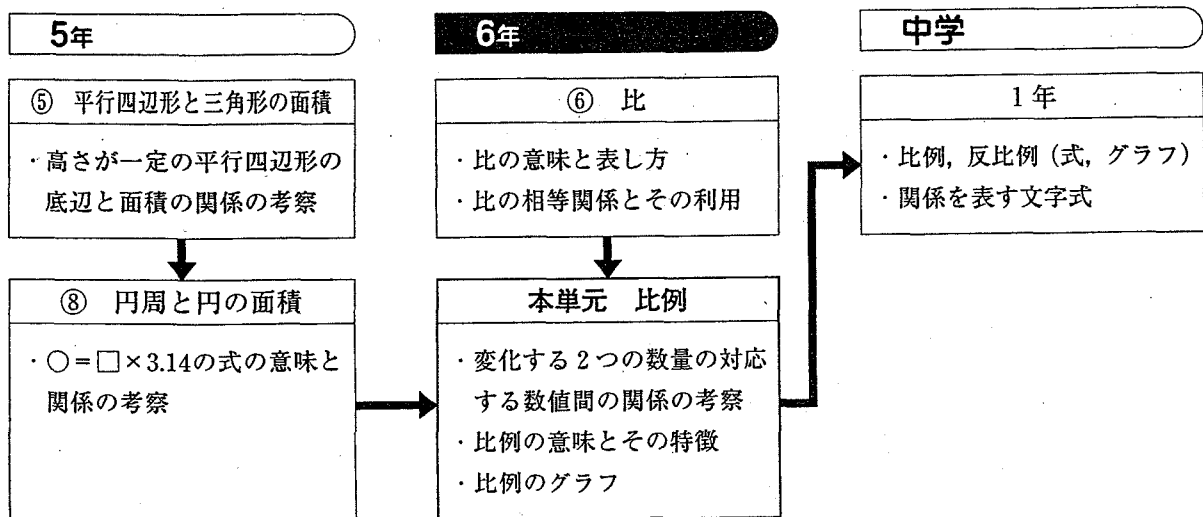 5年
⑤ 平行四辺形と三角形の面積
・高さが一定の平行四辺形の
底辺と面積の関係の考察
⑧ 円周と円の面積
・○=□×3.14の式の意味と
関係の考察
6年
⑥ 比
・比の意味と表し方
・比の相等関係とその利用
本単元 比例
・変化する2つの数量の対応
する数値間の関係の考察
・比例の意味とその特徴
・比例のグラフ
中学
1年
・比例,反比例(式,グラフ)
・関係を表す文字式